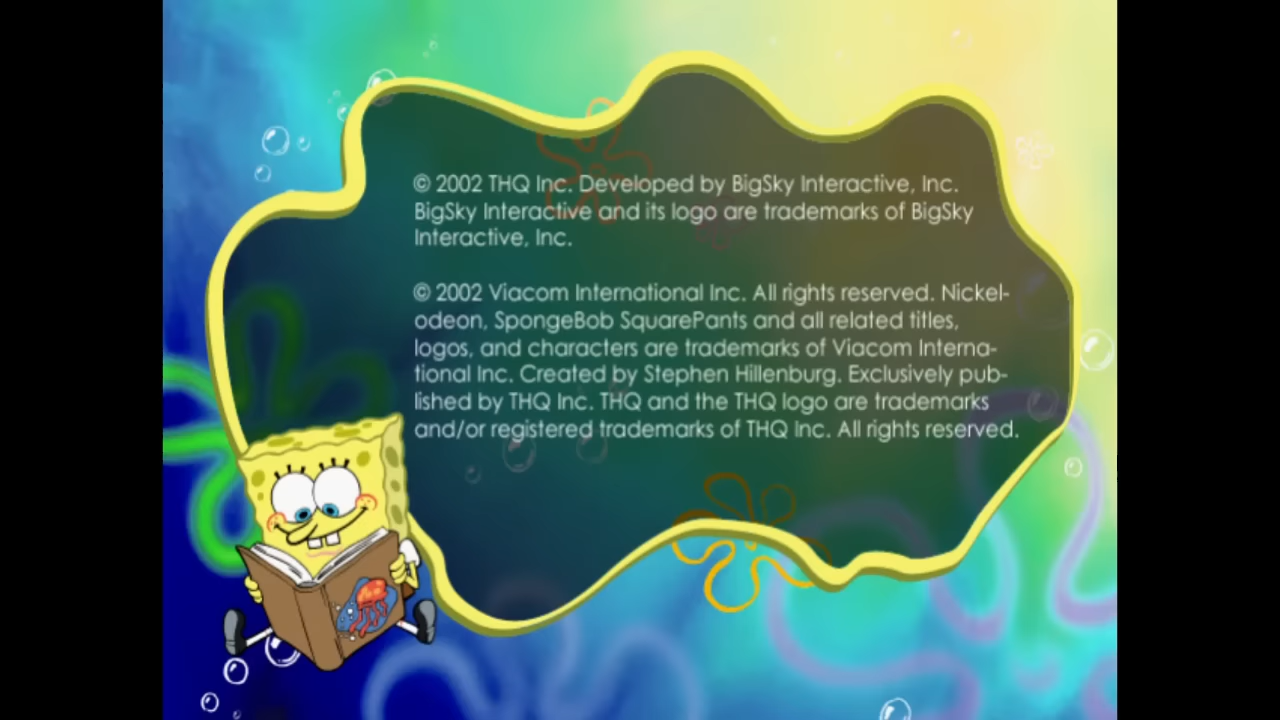 © 2002 THQ Inc. Developed by BigSky Interactive, Inc.
BigSky Interactive and its logo are trademarks of BigSky
Interactive, Inc.
© 2002 Viacom International Inc. All rights reserved. Nickel-
odeon, SpongeBob SquarePants and all related titles,
logos, and characters are trademarks of Viacom Interna-
tional Inc. Created by Stephen Hillenburg. Exclusively pub-
lished by THQ Inc. THQ and the THQ logo are trademarks
and/or registered trademarks of THQ Inc. All rights reserved.